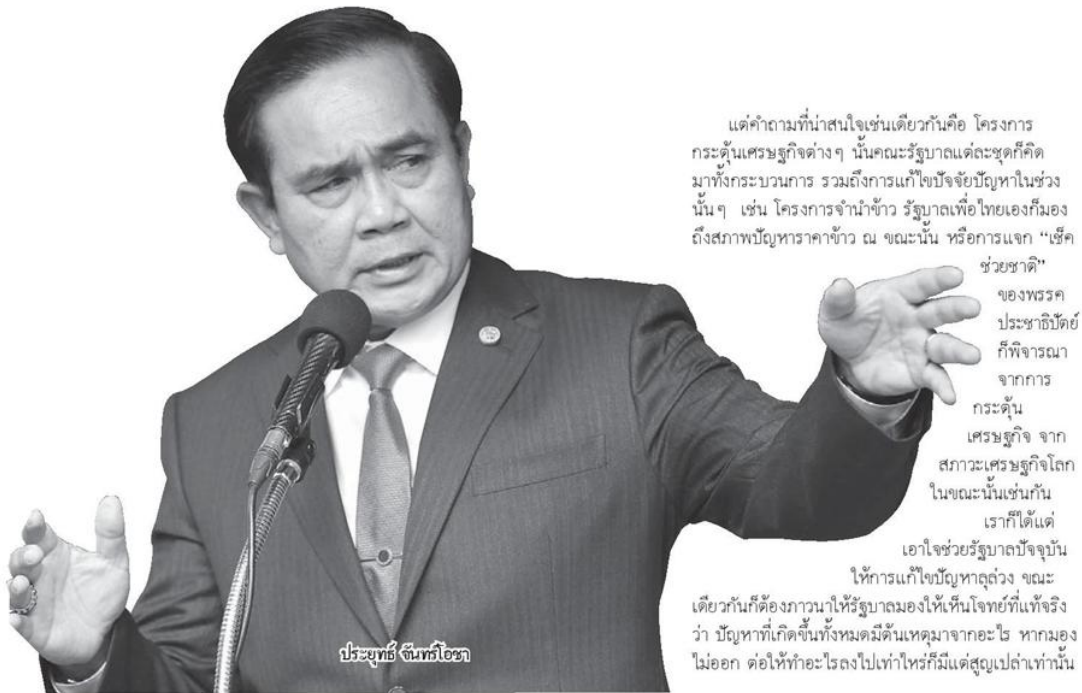 แต่คำถามที่น่าสนใจเช่นเดียวกันคือ โครงการ
กระตุ้นเศรษฐกิจต่างๆ นั้นคณะรัฐบาลแต่ละชุดก็คิด
มาทั้งกระบวนการ รวมถึงการแก้ไขปัจจัยปัญหาในช่วง
นั้นๆ เช่น โครงการจำนำข้าว รัฐบาลเพื่อไทยเองก็มอง
ถึงสภาพปัญหาราคาข้าว ณ ขณะนั้น หรือการแจก “เช็ค
ช่วยชาติ”
ของพรรค
ประชาธิปัตย์
ก็พิจารณา
จากการ
กระตุ้น
เศรษฐกิจ จาก
สภาวะเศรษฐกิจโลก
ในขณะนั้นเช่นกัน
เราก็ได้แต่
เอาใจช่วยรัฐบาลปัจจุบัน
ให้การแก้ไขปัญหาลุล่วง ขณะ
เดียวกันก็ต้องภาวนาให้รัฐบาลมองให้เห็นโจทย์ที่แท้จริง
ว่า ปัญหาที่เกิดขึ้นทั้งหมดมีต้นเหตุมาจากอะไร หากมอง
ไม่ออก ต่อให้ทำอะไรลงไปเท่าไหร่ก็มีแต่สูญเปล่าเท่านั้น
ประยุทธ์ จันทร์โอชา